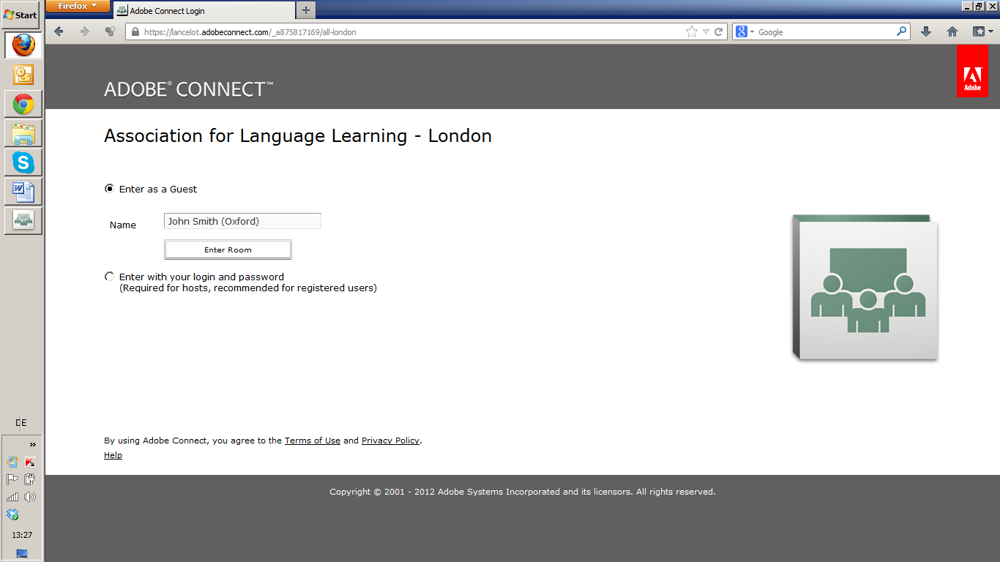 Start
Firefox
Adobe Connect Login
https://lancelot.adobeconnect.com/_a875817169/all-london
Google
ADOBE® CONNECT™
Adobe
Association for Language Learning - London
Enter as a Guest
Name
John Smith (Oxford)
Enter Room
Enter with your login and password
(Required for hosts, recommended for registered users)
DE
By using Adobe Connect, you agree to the Terms of Use and Privacy Policy.
Help
Copyright © 2001 - 2012 Adobe Systems Incorporated and its licensors. All rights reserved.
13:27